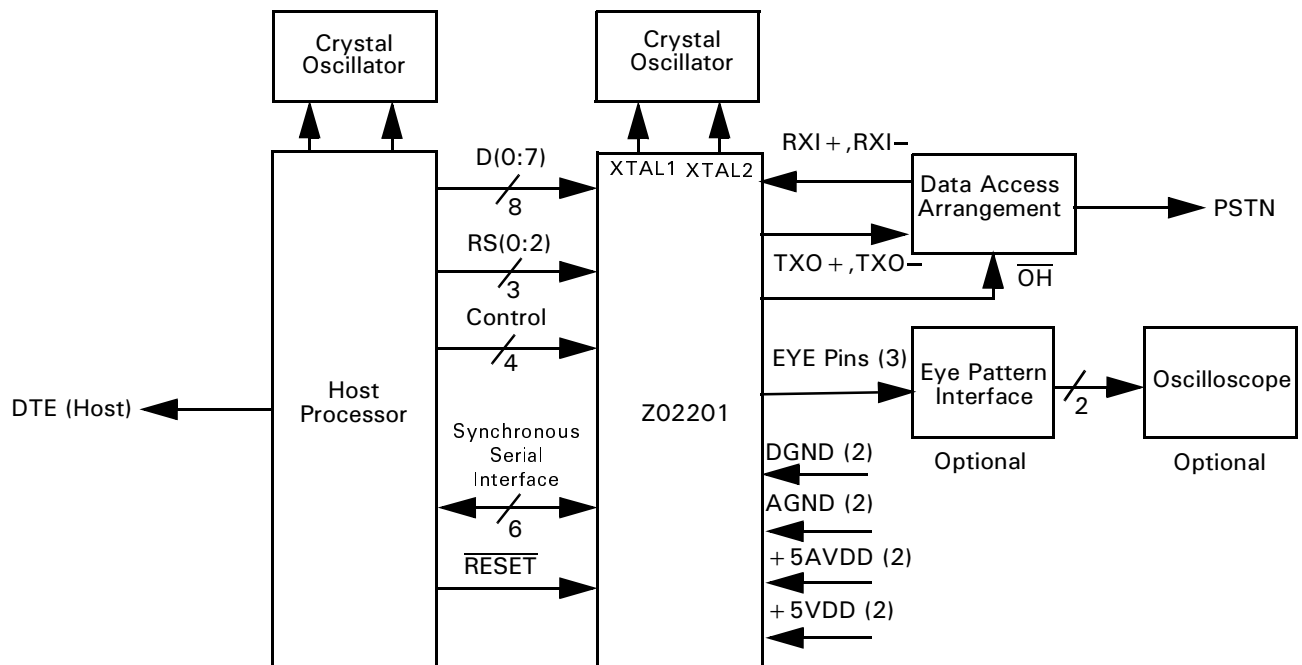 Crystal
Oscillator
Crystal
Oscillator
D(0:7)
8
RS(0:2)
3
Control
4
XTAL1 XTAL2
RXI+,RXI–
Data Access
Arrangement
PSTN
TXO+,TXO–
O̅H̅
DTE (Host)
Host
Processor
Synchronous
Serial
Interface
6
R̅E̅S̅E̅T̅
Z02201
EYE Pins (3)
Eye Pattern
Interface
2
Oscilloscope
Optional
Optional
DGND (2)
AGND (2)
+5AVDD (2)
+5VDD (2)